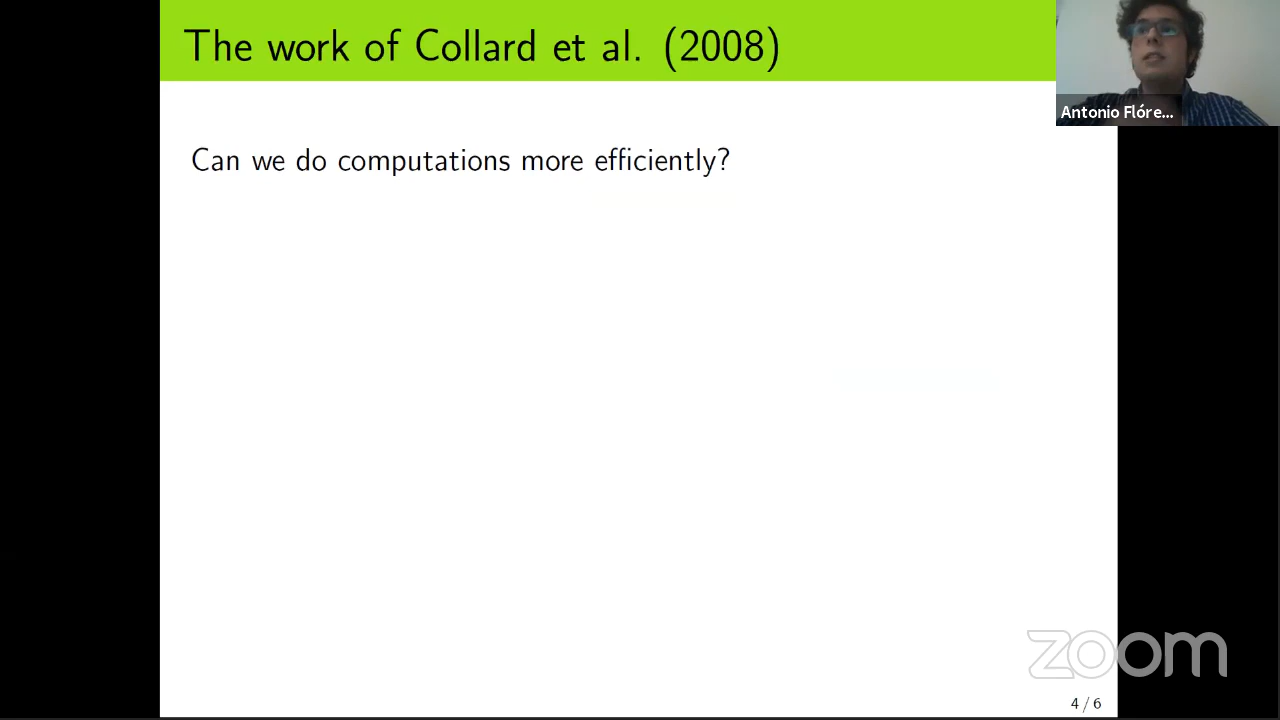 The work of Collard et al. (2008)
Antonio Flóre...
Can we do computations more efficiently?
zoom
4 / 6